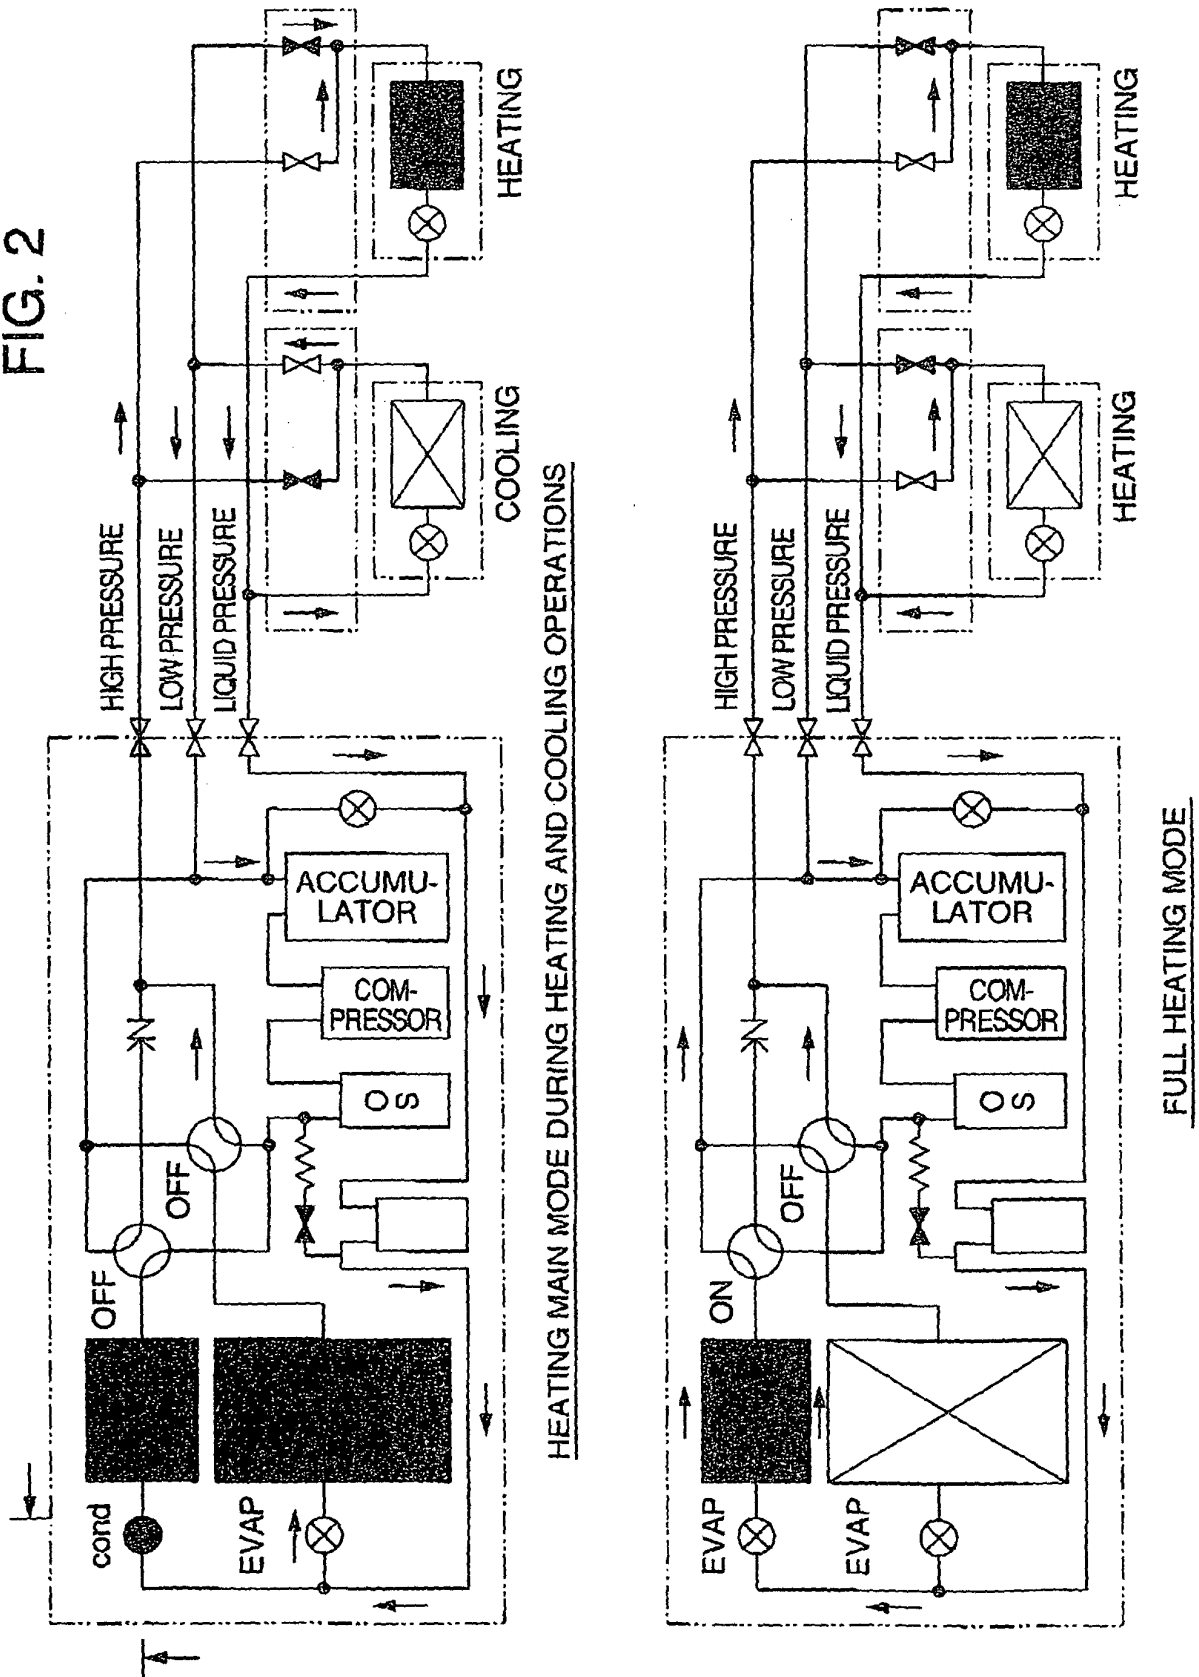 FIG. 2
HIGH PRESSURE
LOW PRESSURE
LIQUID PRESSURE
COOLING
HEATING
ACCUMU-
LATOR
COM-
PRESSOR
OS
OFF
OFF
cond
EVAP
HEATING MAIN MODE DURING HEATING AND COOLING OPERATIONS
HIGH PRESSURE
LOW PRESSURE
LIQUID PRESSURE
HEATING
HEATING
ACCUMU-
LATOR
COM-
PRESSOR
OS
OFF
ON
EVAP
EVAP
FULL HEATING MODE